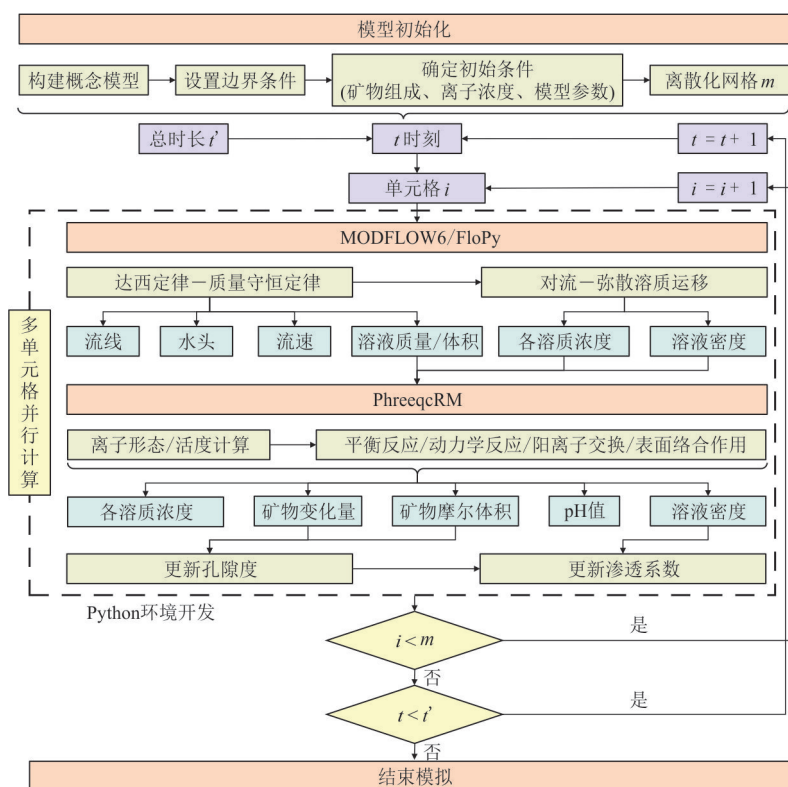 模型初始化
构建概念模型
设置边界条件
确定初始条件
(矿物组成、离子浓度、模型参数)
离散化网格 m
总时长 t'
t 时刻
t = t + 1
单元格 i
i = i + 1
MODFLOW6/FloPy
达西定律-质量守恒定律
对流-弥散溶质运移
多单元格并行计算
流线
水头
流速
溶液质量/体积
各溶质浓度
溶液密度
PhreeqcRM
离子形态/活度计算
平衡反应/动力学反应/阳离子交换/表面络合作用
各溶质浓度
矿物变化量
矿物摩尔体积
pH值
溶液密度
更新孔隙度
更新渗透系数
Python环境开发
i < m
是
否
t < t'
是
否
结束模拟